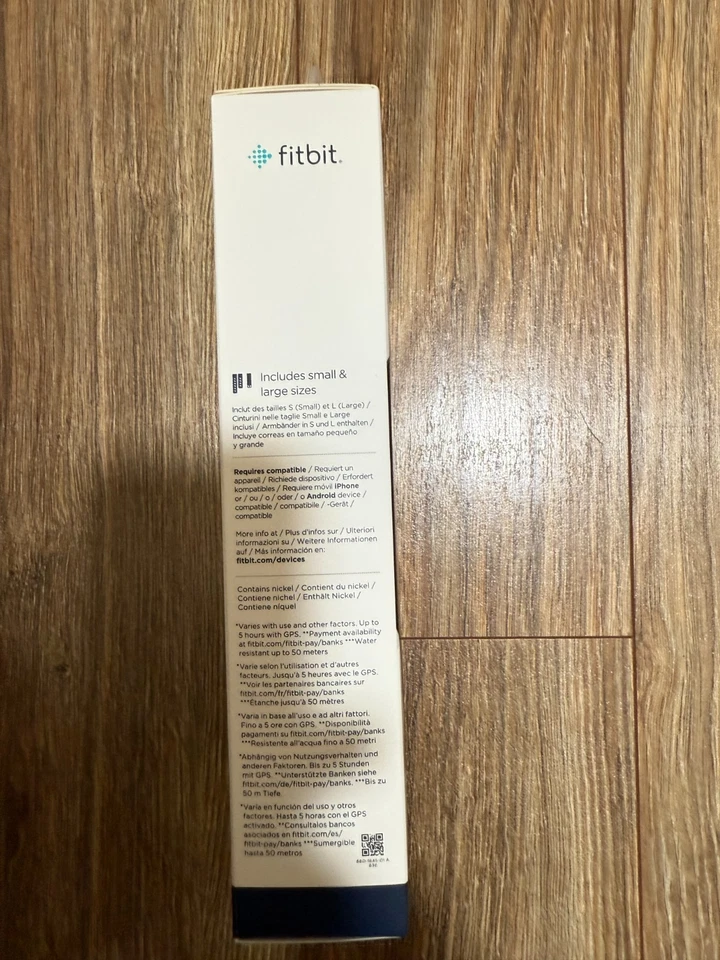 fitbit
Includes small &
large sizes
Inclut des tailles S (Small) et L (Large) /
Cinturini nelle taglie Small e Large
inclusi / Armbänder in S und L enthalten /
Incluye correas en tamaño pequeño
y grande
Requires compatible / Requiert un
appareil / Richiede dispositivo / Erfordert
kompatibles / Requiere móvil iPhone
or / ou / o / oder / o Android device /
compatible / compatibile / -Gerät /
compatible
More info at / Plus d'infos sur / Ulteriori
informazioni su / Weitere Informationen
auf / Más información en:
fitbit.com/devices
Contains nickel / Contient du nickel /
Contiene nichel / Enthält Nickel /
Contiene níquel
*Varies with use and other factors. Up to
5 hours with GPS. **Payment availability
at fitbit.com/fitbit-pay/banks ***Water
resistant up to 50 meters
*Varie selon l'utilisation et d'autres
facteurs. Jusqu'à 5 heures avec le GPS.
**Voir les partenaires bancaires sur
fitbit.com/fr/fitbit-pay/banks
***Étanche jusqu'à 50 mètres
*Varia in base all'uso e ad altri fattori.
Fino a 5 ore con GPS. **Disponibilità
pagamenti su fitbit.com/fitbit-pay/banks
***Resistente all'acqua fino a 50 metri
*Abhängig von Nutzungsverhalten und
anderen Faktoren. Bis zu 5 Stunden
mit GPS. **Unterstützte Banken siehe
fitbit.com/de/fitbit-pay/banks. ***Bis zu
50 m Tiefe
*Varía en función del uso y otros
factores. Hasta 5 horas con el GPS
activado. **Consúltalos bancos
asociados en fitbit.com/es/
fitbit-pay/banks ***Sumergible
hasta 50 metros